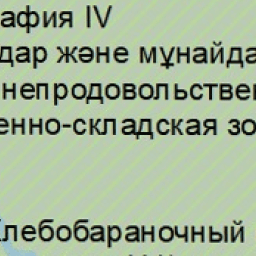 афия IV
дар және мұнайда
непродовольствен
енно-складская зо
Хлебобараночный